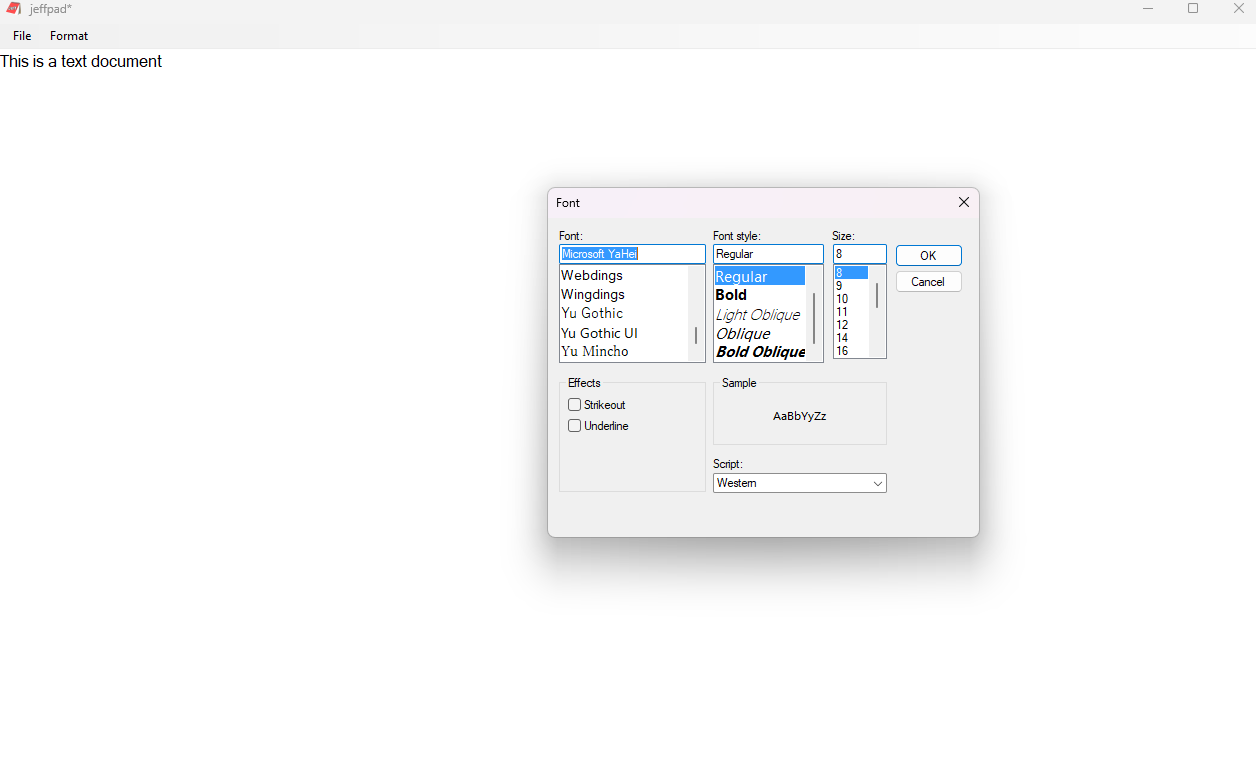 jeffpad*
File Format
This is a text document
Font
Font: Font style: Size:
Microsoft YaHei Regular 8
OK
Webdings
Wingdings
Yu Gothic
Yu Gothic UI
Yu Mincho
Regular
Bold
Light Oblique
Oblique
Bold Oblique
8
9
10
11
12
14
16
Cancel
Effects
Strikeout
Underline
Sample
AaBbYyZz
Script:
Western